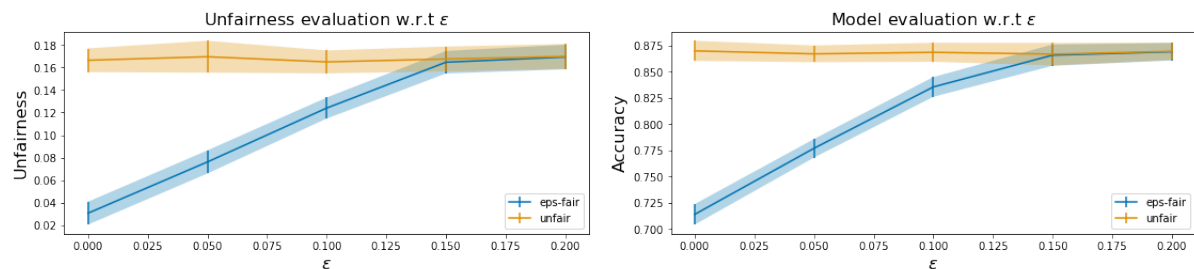 Unfairness evaluation w.r.t ε
Unfairness
0.18
0.16
0.14
0.12
0.10
0.08
0.06
0.04
0.02
0.000 0.025 0.050 0.075 0.100 0.125 0.150 0.175 0.200
ε
eps-fair
unfair
Model evaluation w.r.t ε
Accuracy
0.875
0.850
0.825
0.800
0.775
0.750
0.725
0.700
0.000 0.025 0.050 0.075 0.100 0.125 0.150 0.175 0.200
ε
eps-fair
unfair